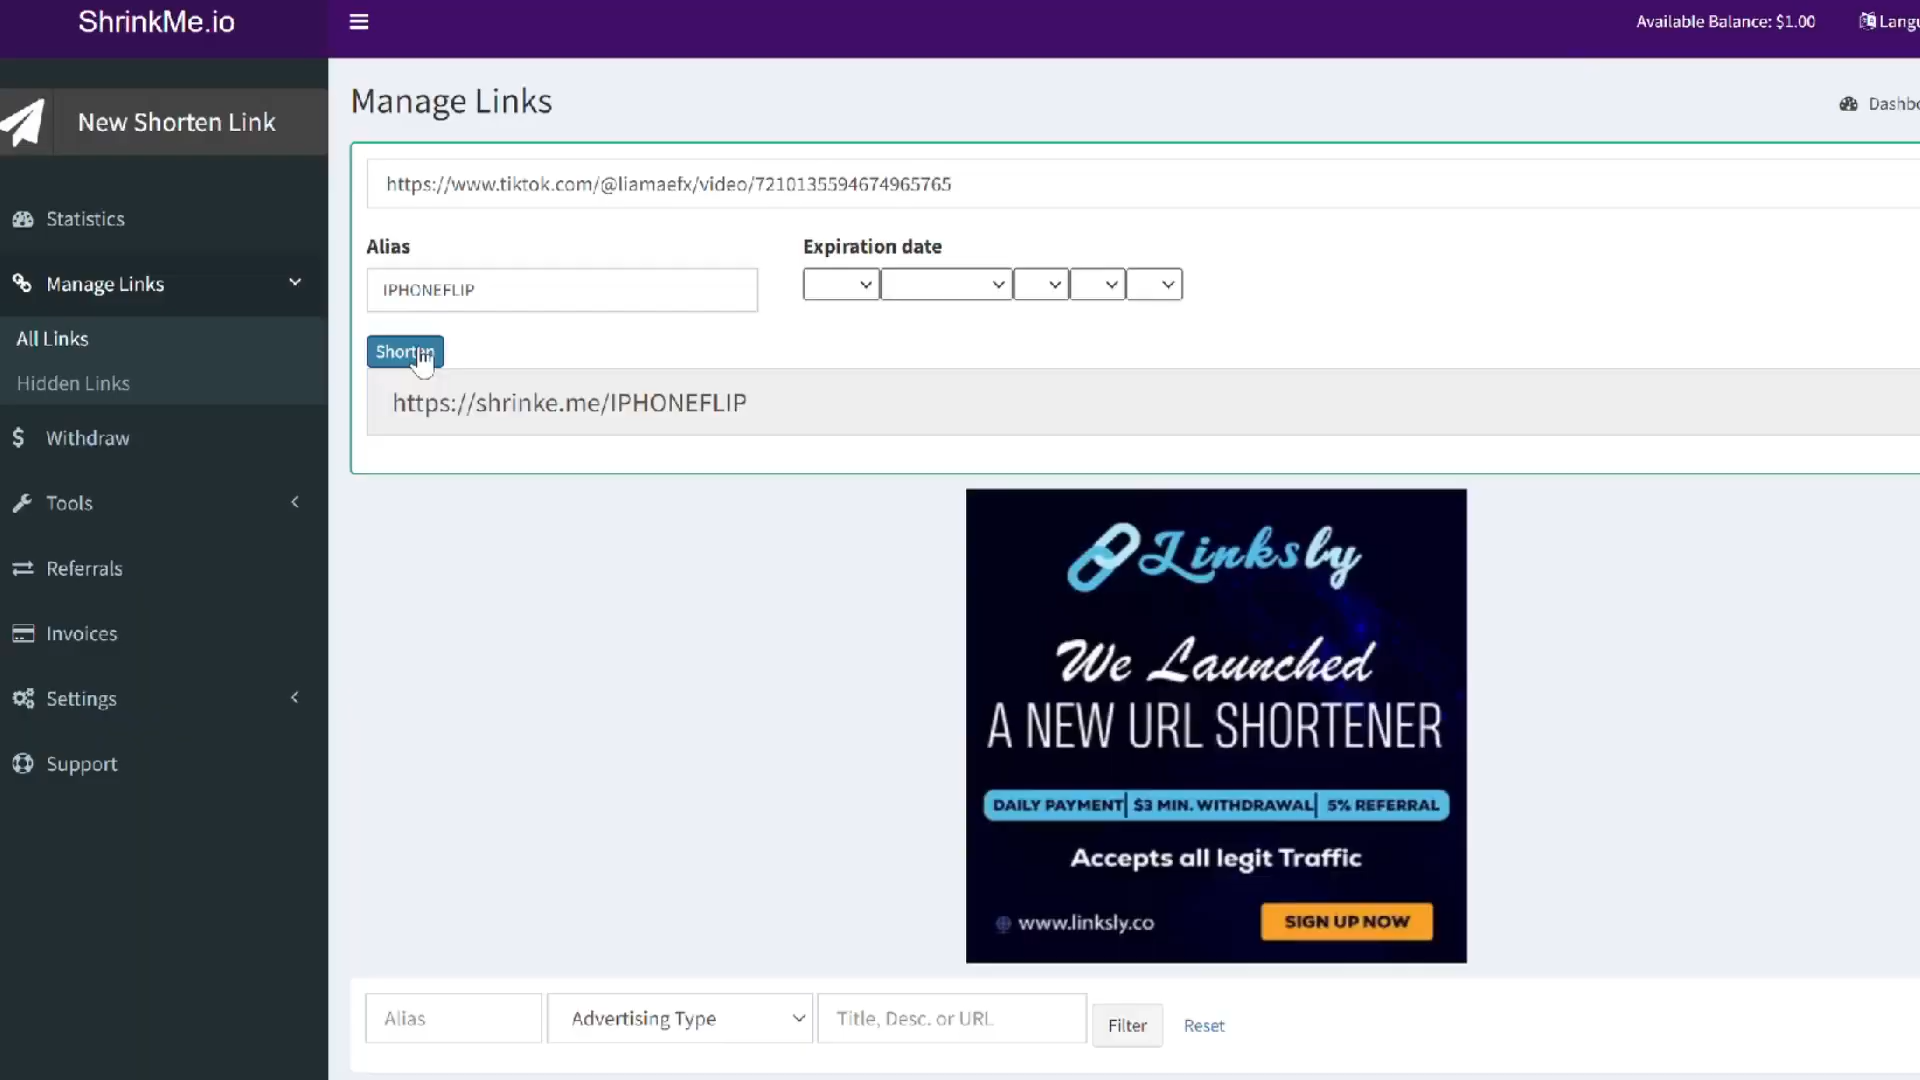 ShrinkMe.io
Available Balance: $1.00
New Shorten Link
Manage Links
https://www.tiktok.com/@liamaefx/video/7210135594674965765
Statistics
Alias
Expiration date
Manage Links
IPHONEFLIP
All Links
Shorten
Hidden Links
https://shrinke.me/IPHONEFLIP
Withdraw
Tools
Linksly
Referrals
Invoices
We Launched
Settings
A NEW URL SHORTENER
Support
DAILY PAYMENT| $3 MIN. WITHDRAWAL| 5% REFERRAL
Accepts all legit Traffic
www.linksly.co
SIGN UP NOW
Alias
Advertising Type
Title, Desc. or URL
Filter
Reset